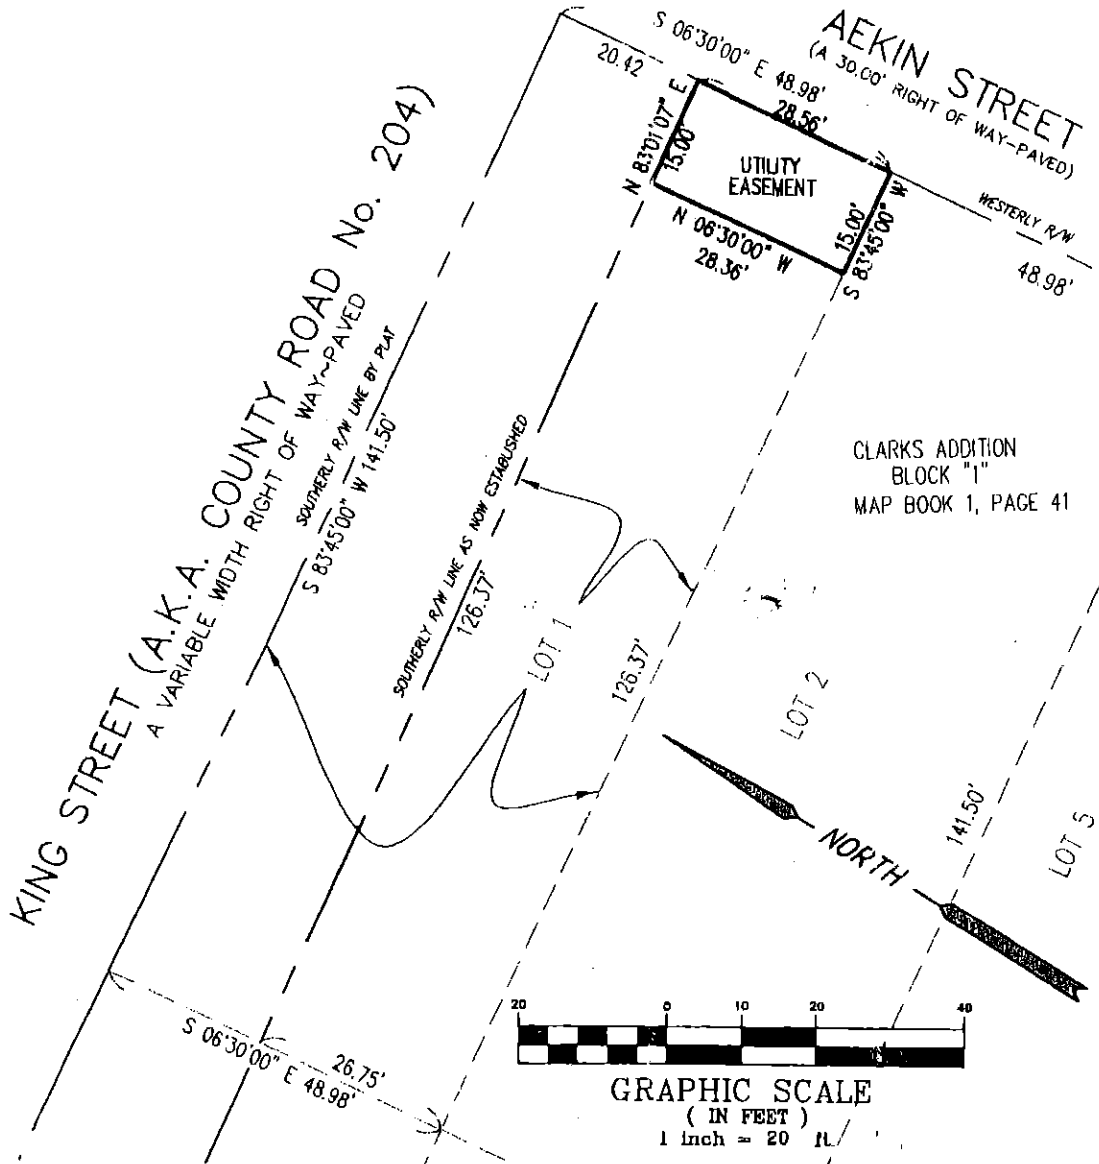 AEKIN STREET
(A 30.00' RIGHT OF WAY-PAVED)
S 06°30'00" E 48.98'
20.42
28.56'
N 83°01'07" E
15.00'
UTILITY
EASEMENT
15.00'
S 83°45'00" W
N 06°30'00" W
28.36'
WESTERLY R/W
48.98'
KING STREET (A.K.A. COUNTY ROAD No. 204)
A VARIABLE WIDTH RIGHT OF WAY~PAVED
SOUTHERLY R/W LINE BY PLAT
S 83°45'00" W 141.50'
SOUTHERLY R/W LINE AS NOW ESTABLISHED
126.37'
CLARKS ADDITION
BLOCK "1"
MAP BOOK 1, PAGE 41
LOT 1
126.37'
LOT 2
NORTH
141.50'
LOT 3
S 06°30'00" E 48.98'
26.75'
20 0 10 20 40
GRAPHIC SCALE
( IN FEET )
1 inch = 20 ft.